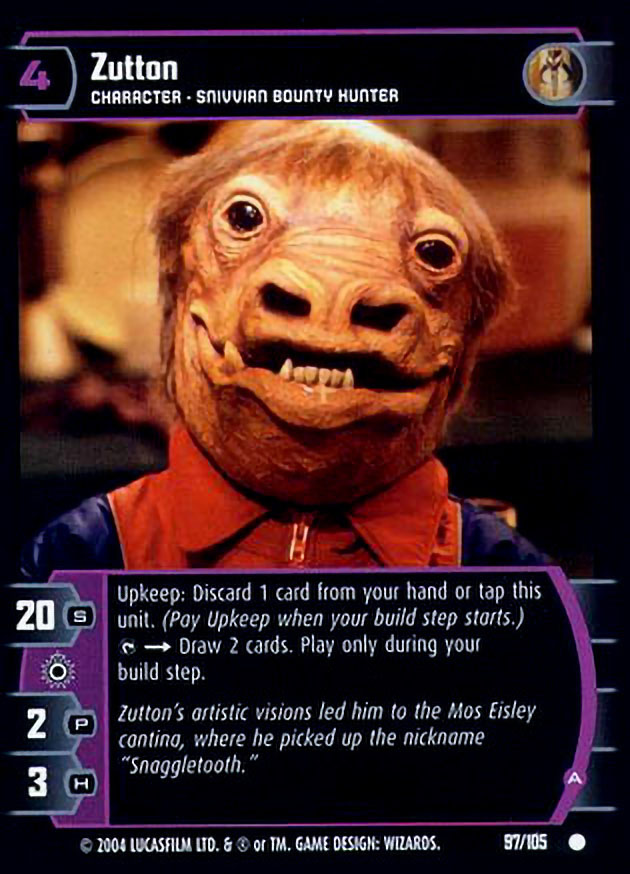 4
Zutton
CHARACTER · SNIVVIAN BOUNTY HUNTER
Upkeep: Discard 1 card from your hand or tap this
unit. (Pay Upkeep when your build step starts.)
→ Draw 2 cards. Play only during your
build step.
Zutton's artistic visions led him to the Mos Eisley
cantina, where he picked up the nickname
"Snaggletooth."
20 S
2 P
3 H
A
© 2004 LUCASFILM LTD. & ® or TM. GAME DESIGN: WIZARDS.
97/105